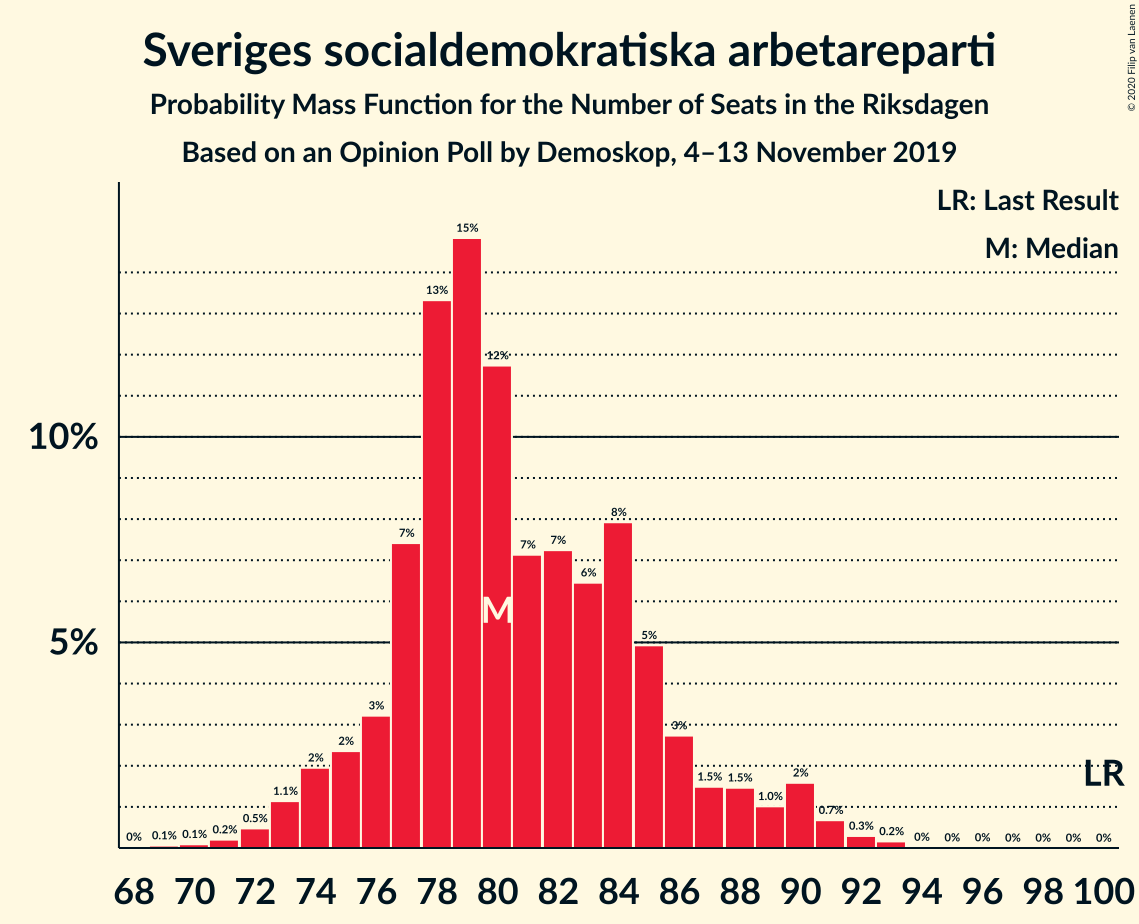 Sveriges socialdemokratiska arbetareparti
Probability Mass Function for the Number of Seats in the Riksdagen
Based on an Opinion Poll by Demoskop, 4–13 November 2019
© 2020 Filip van Laenen
LR: Last Result
M: Median
10%
5%
0% 0.1% 0.1% 0.2% 0.5% 1.1% 2% 2% 3% 7% 13% 15% 12% 7% 7% 6% 8% 5% 3% 1.5% 1.5% 1.0% 2% 0.7% 0.3% 0.2% 0% 0% 0% 0% 0% 0% 0%
M
LR
68 70 72 74 76 78 80 82 84 86 88 90 92 94 96 98 100